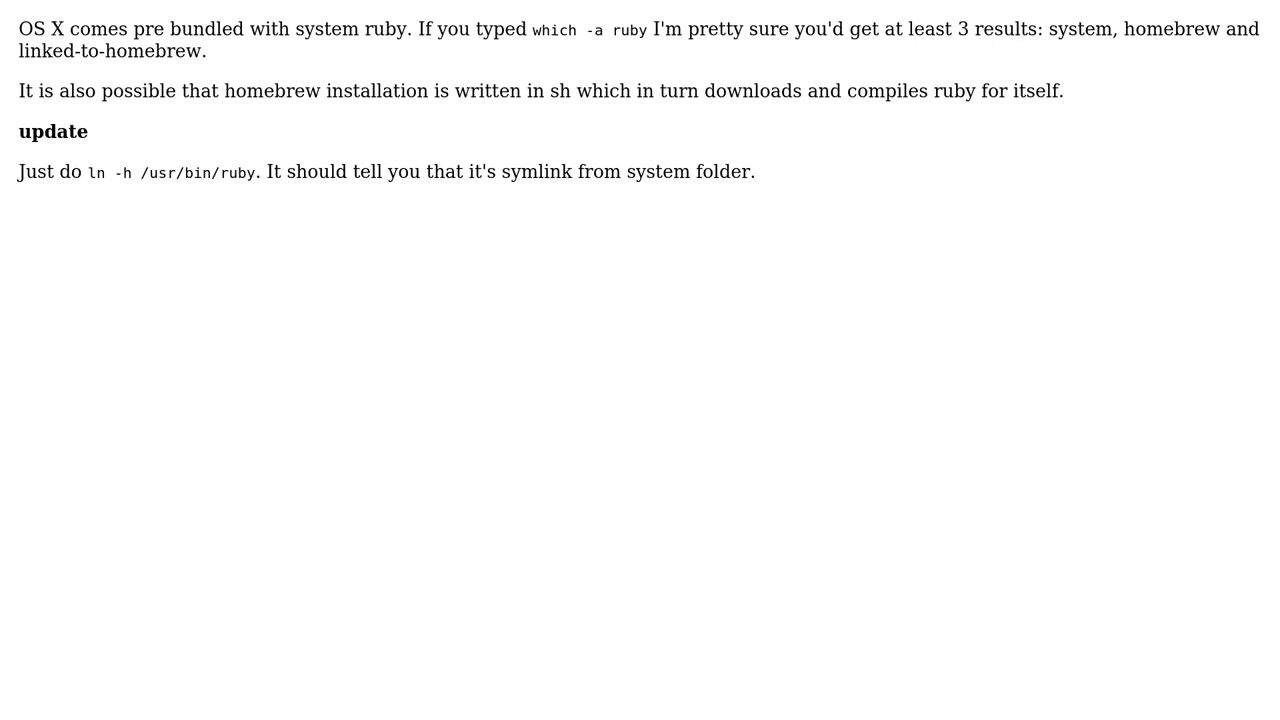 OS X comes pre bundled with system ruby. If you typed which -a ruby I'm pretty sure you'd get at least 3 results: system, homebrew and
linked-to-homebrew.
It is also possible that homebrew installation is written in sh which in turn downloads and compiles ruby for itself.
update
Just do ln -h /usr/bin/ruby. It should tell you that it's symlink from system folder.